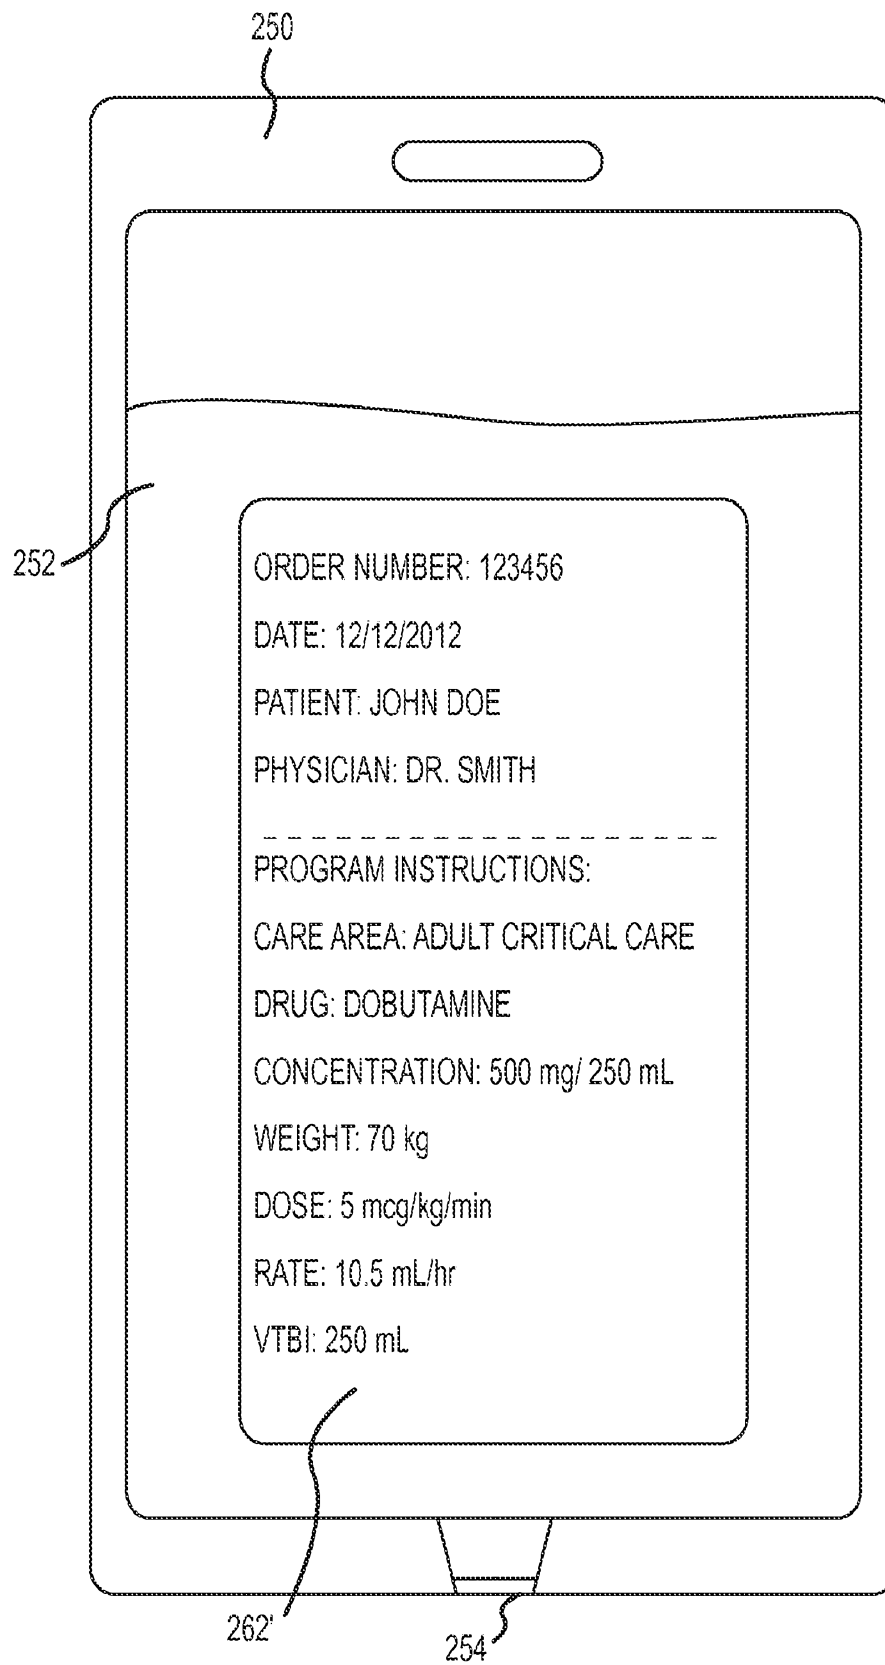 250
252
ORDER NUMBER: 123456
DATE: 12/12/2012
PATIENT: JOHN DOE
PHYSICIAN: DR. SMITH
PROGRAM INSTRUCTIONS:
CARE AREA: ADULT CRITICAL CARE
DRUG: DOBUTAMINE
CONCENTRATION: 500 mg/ 250 mL
WEIGHT: 70 kg
DOSE: 5 mcg/kg/min
RATE: 10.5 mL/hr
VTBI: 250 mL
262'
254